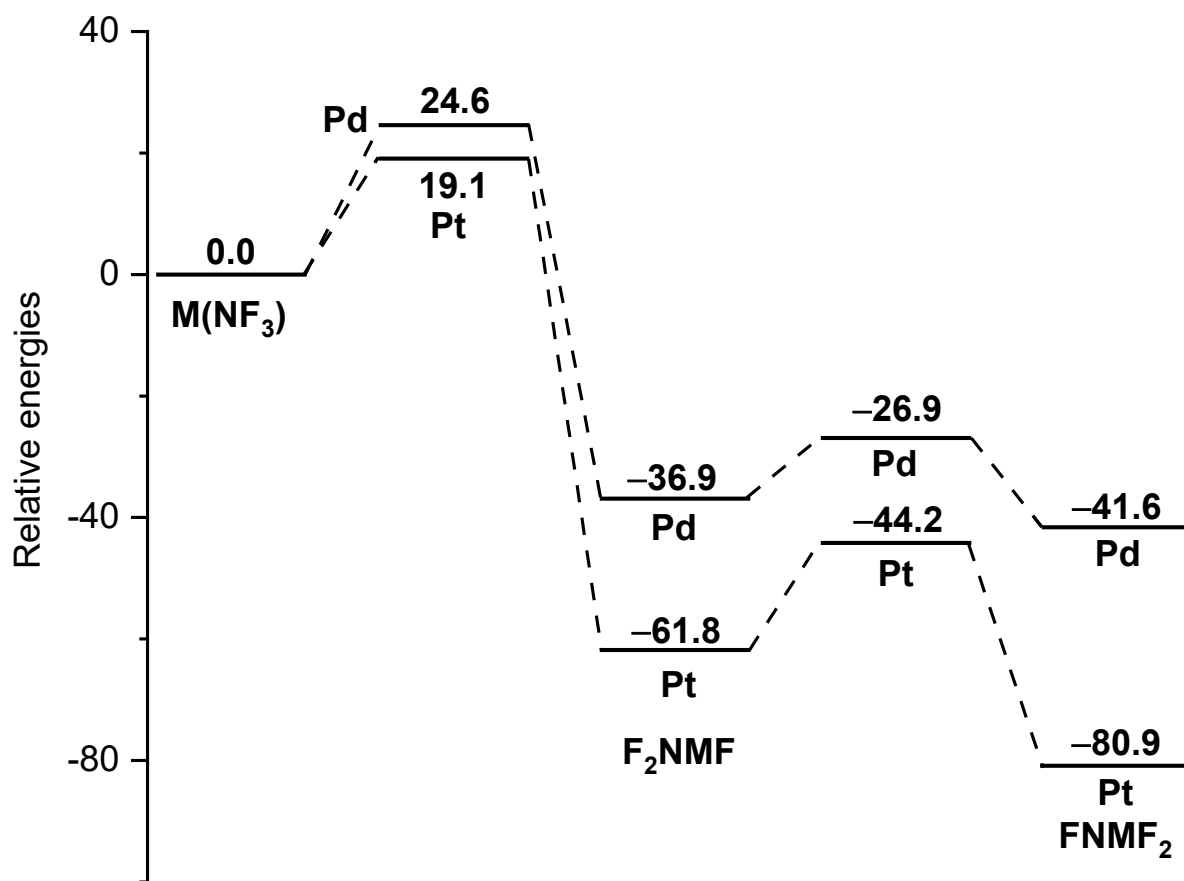 40
24.6
Pd
19.1
Pt
0.0
0
M(NF₃)
Relative energies
−26.9
Pd
−36.9
Pd
−41.6
Pd
-40
−44.2
Pt
−61.8
Pt
F₂NMF
-80
−80.9
Pt
FNMF₂